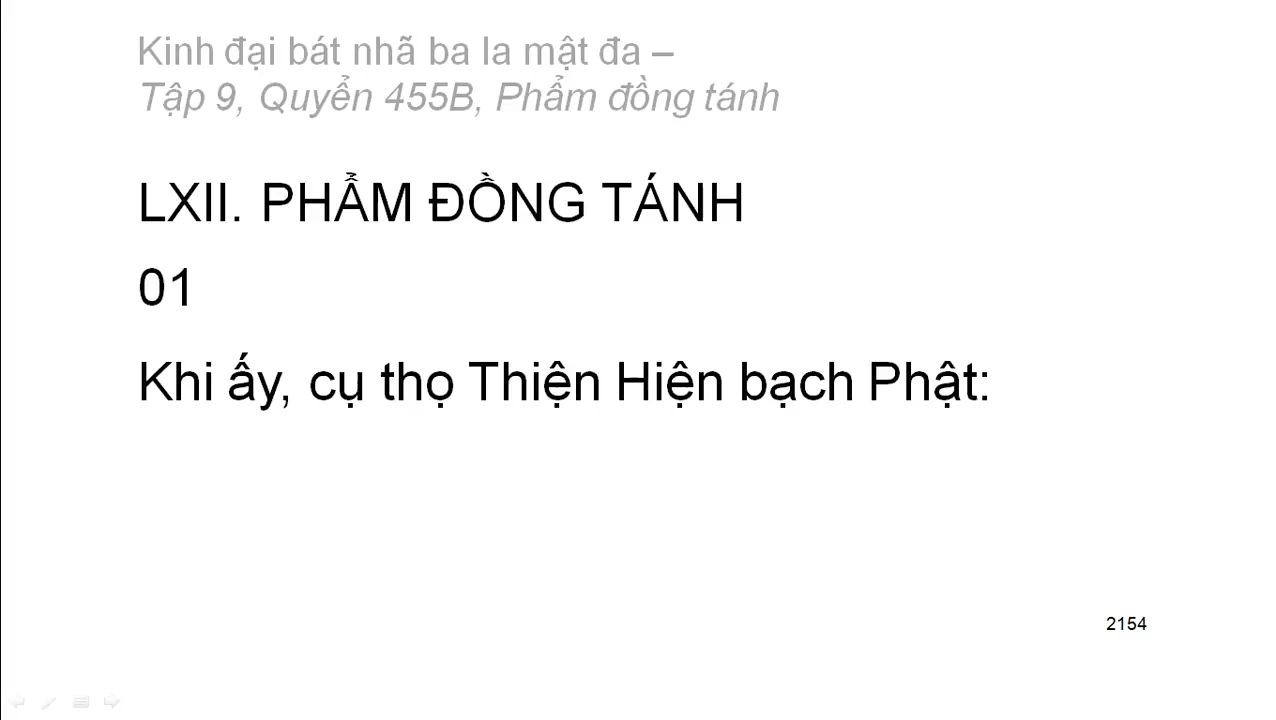 Kinh đại bát nhã ba la mật đa –
Tập 9, Quyển 455B, Phẩm đồng tánh
LXII. PHẨM ĐỒNG TÁNH
01
Khi ấy, cụ thọ Thiện Hiện bạch Phật:
2154